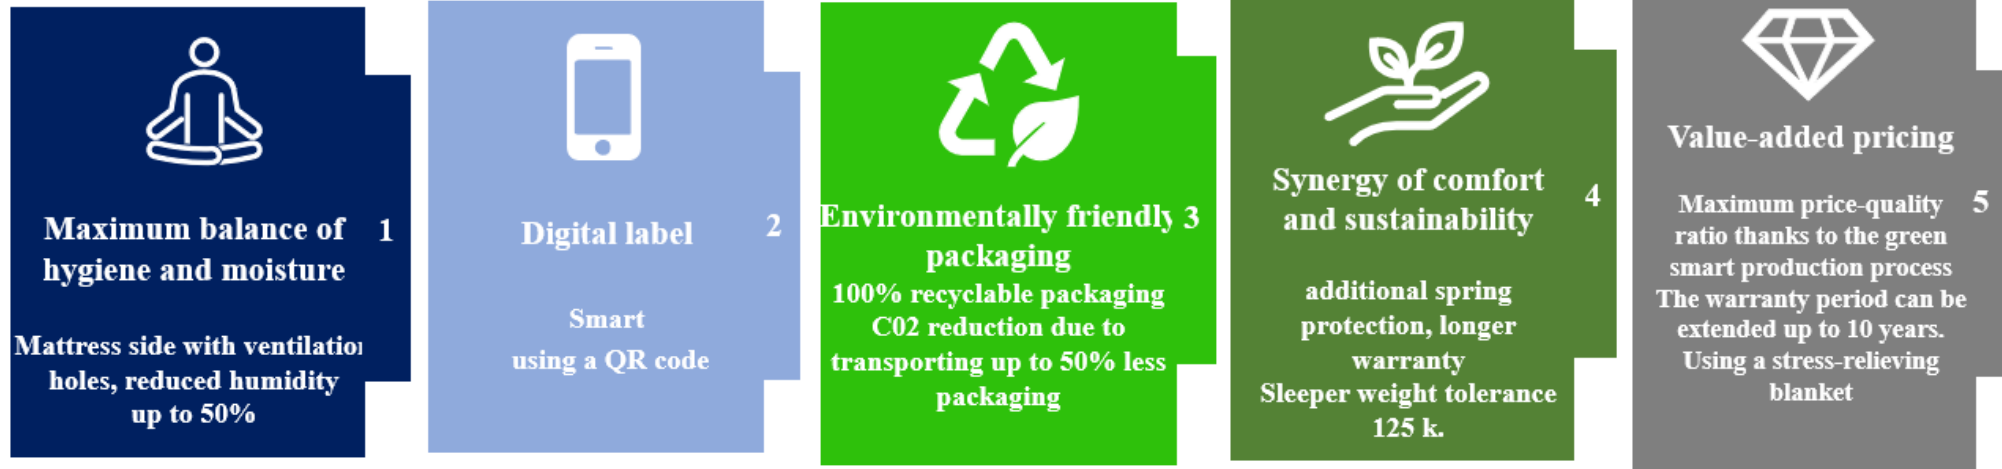 Maximum balance of
hygiene and moisture
1
Mattress side with ventilation
holes, reduced humidity
up to 50%
Digital label
2
Smart
using a QR code
Environmentally friendly
3
packaging
100% recyclable packaging
C02 reduction due to
transporting up to 50% less
packaging
Synergy of comfort
and sustainability
4
additional spring
protection, longer
warranty
Sleeper weight tolerance
125 k.
Value-added pricing
5
Maximum price-quality
ratio thanks to the green
smart production process
The warranty period can be
extended up to 10 years.
Using a stress-relieving
blanket